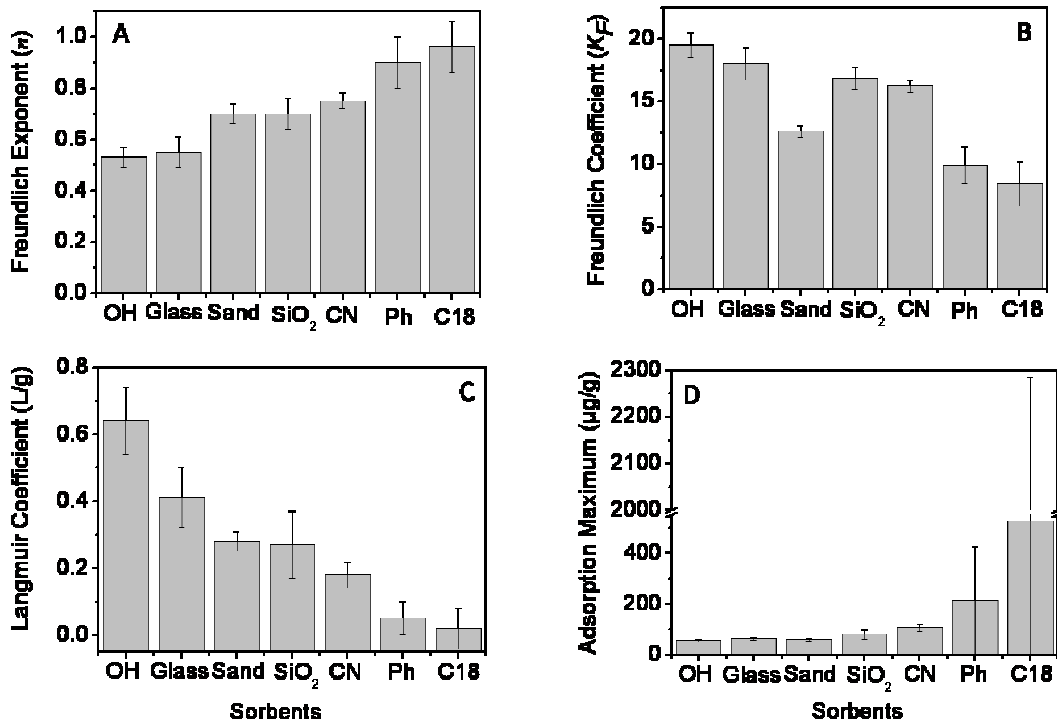 A
Freundlich Exponent (n)
1.0
0.8
0.6
0.4
0.2
0.0
OH Glass Sand SiO₂ CN Ph C18
B
Freundlich Coefficient (KF)
20
15
10
5
0
OH Glass Sand SiO₂ CN Ph C18
C
Langmuir Coefficient (L/g)
0.8
0.6
0.4
0.2
0.0
OH Glass Sand SiO₂ CN Ph C18
Sorbents
D
Adsorption Maximum (µg/g)
2300
2200
2100
2000
400
200
0
OH Glass Sand SiO₂ CN Ph C18
Sorbents